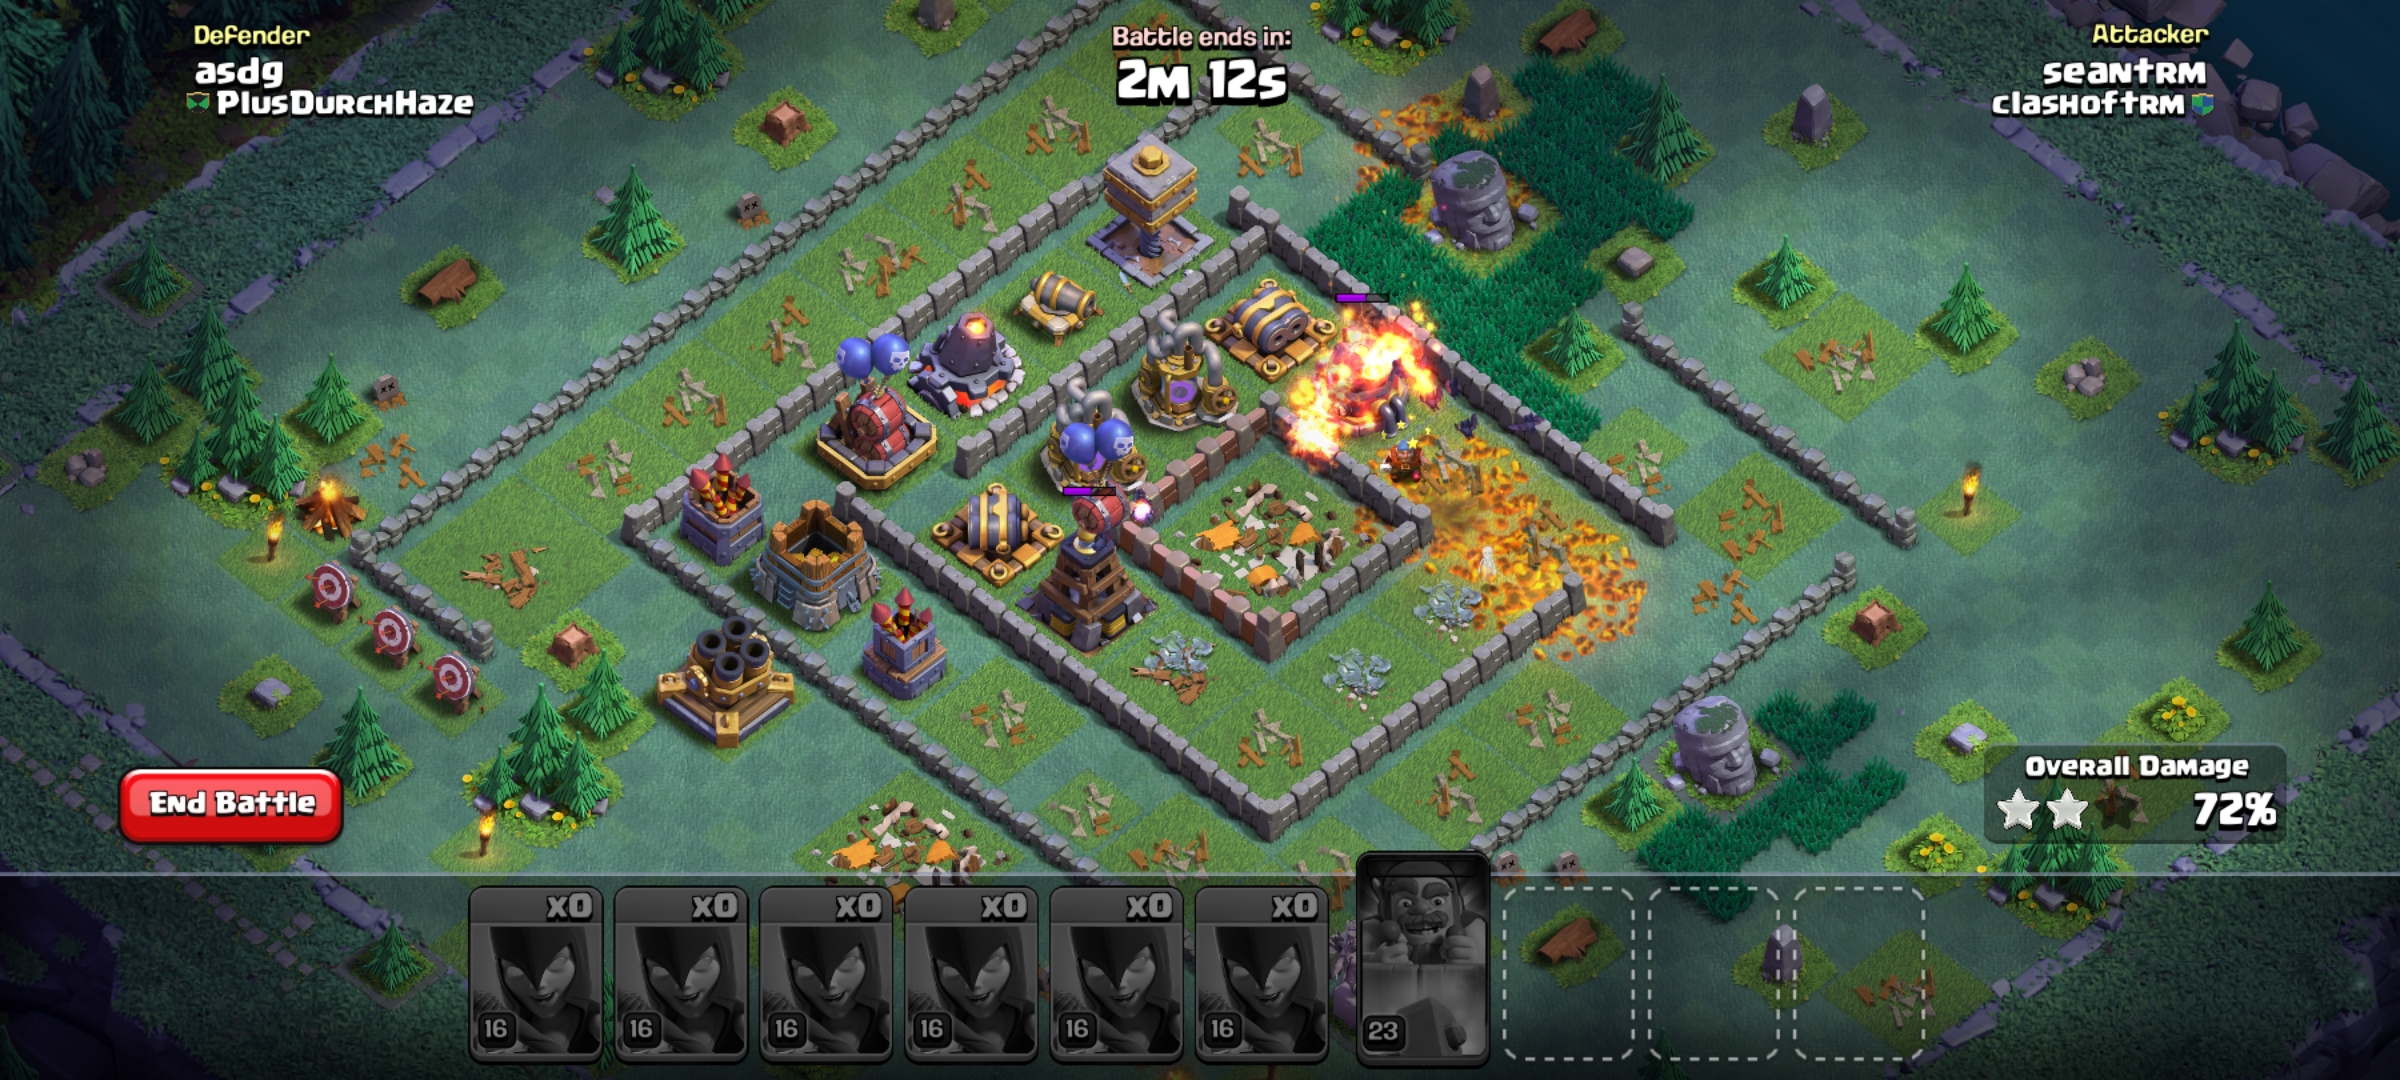 Defender
asdg
PlusDurchHaze
Battle ends in:
2M 12s
Attacker
seantRM
clashoftRM
End Battle
Overall Damage
72%
x0 x0 x0 x0 x0 x0
16 16 16 16 16 16 23